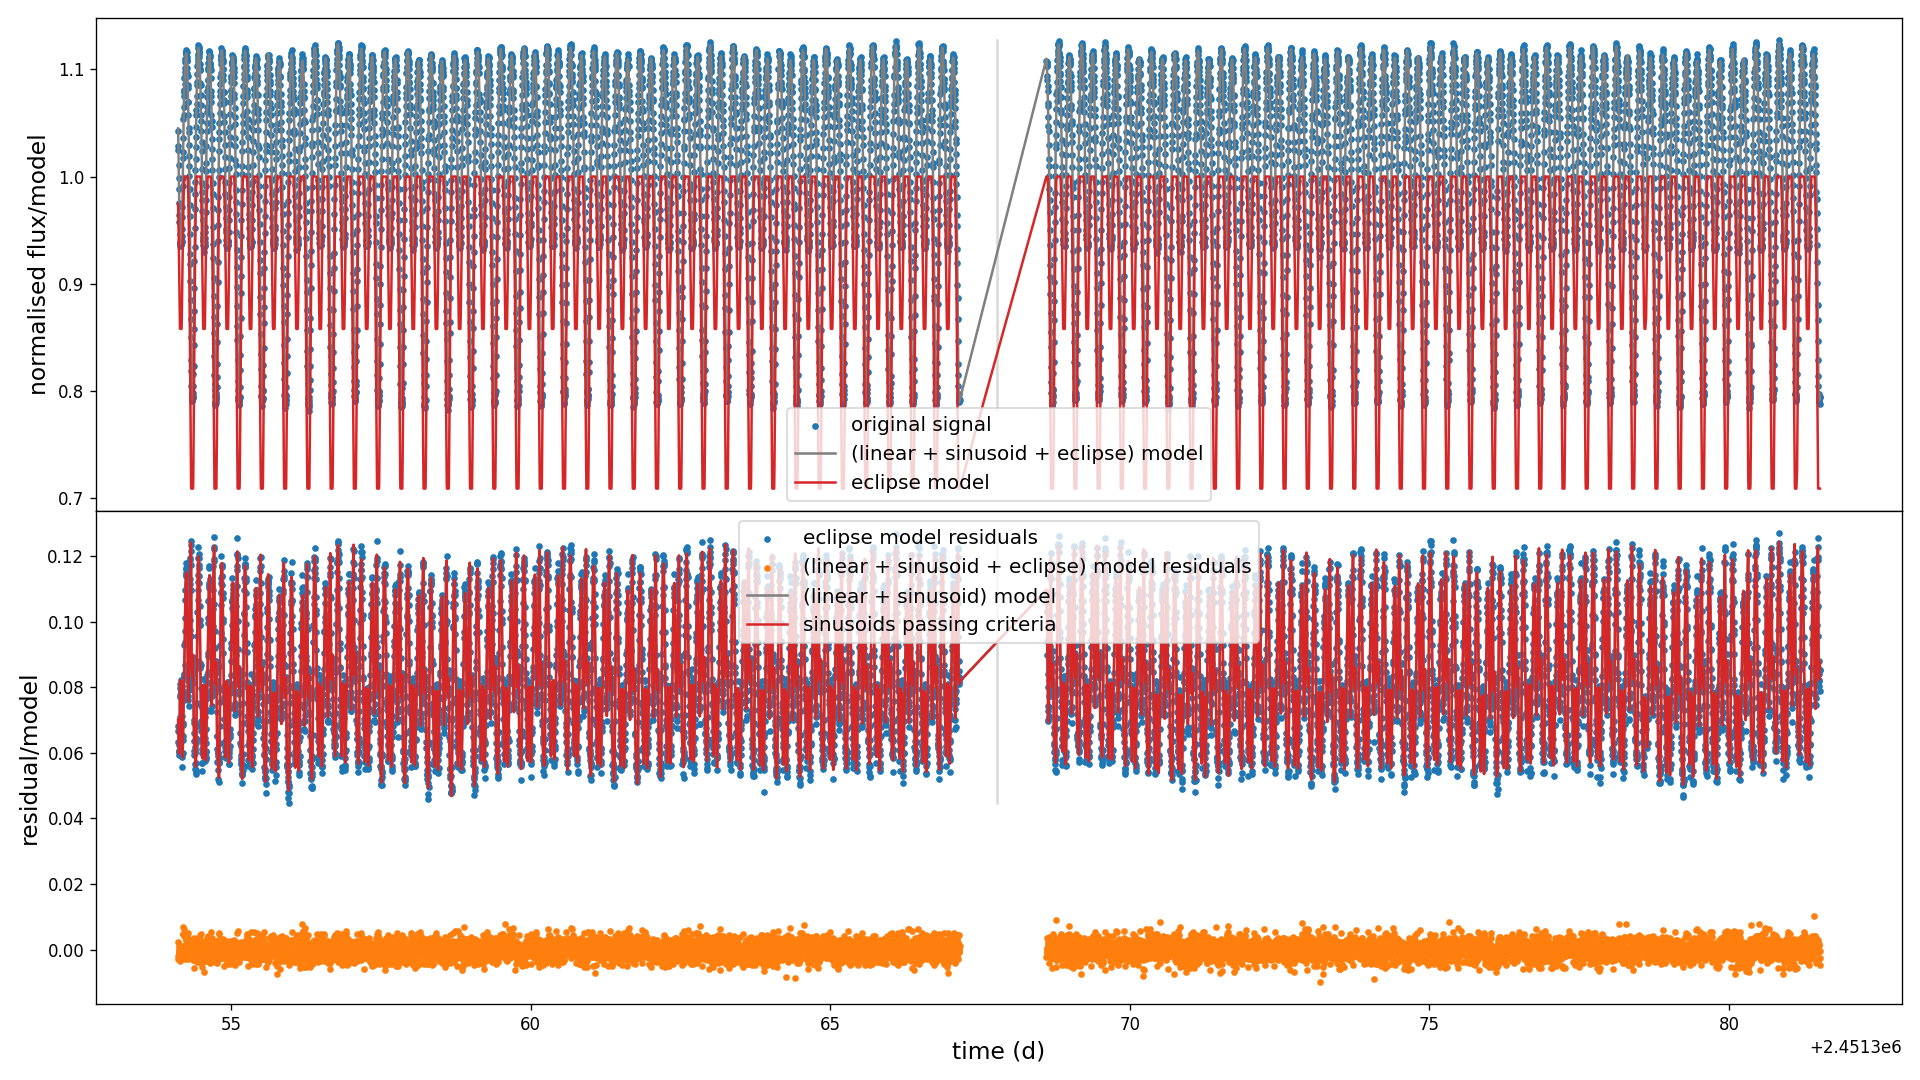 normalised flux/model
1.1
1.0
0.9
0.8
0.7
original signal
(linear + sinusoid + eclipse) model
eclipse model
residual/model
0.12
0.10
0.08
0.06
0.04
0.02
0.00
eclipse model residuals
(linear + sinusoid + eclipse) model residuals
(linear + sinusoid) model
sinusoids passing criteria
55
60
65
70
75
80
time (d)
+2.4513e6